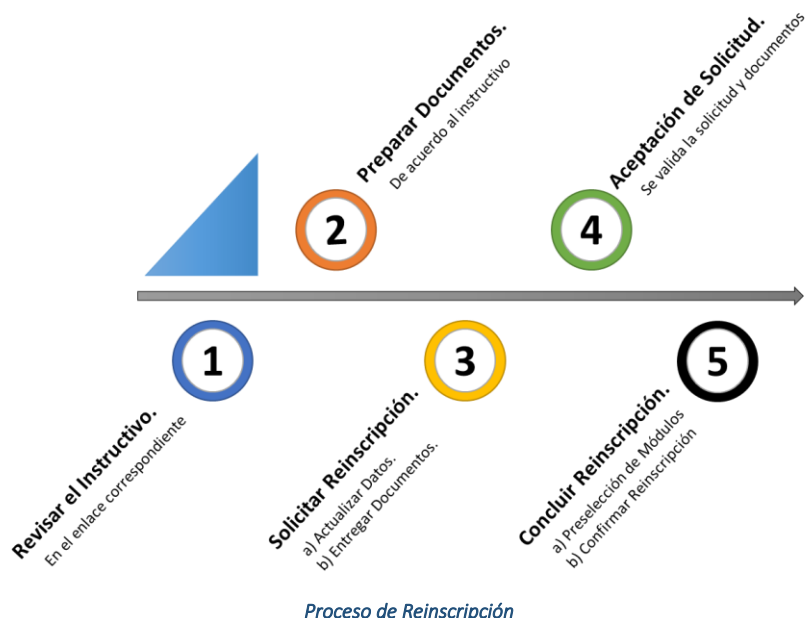 1
Revisar el Instructivo.
En el enlace correspondiente
2
Preparar Documentos.
De acuerdo al instructivo
3
Solicitar Reinscripción.
a) Actualizar Datos.
b) Entregar Documentos.
4
Aceptación de Solicitud.
Se valida la solicitud y documentos
5
Concluir Reinscripción.
a) Preselección de Módulos
b) Confirmar Reinscripción
Proceso de Reinscripción